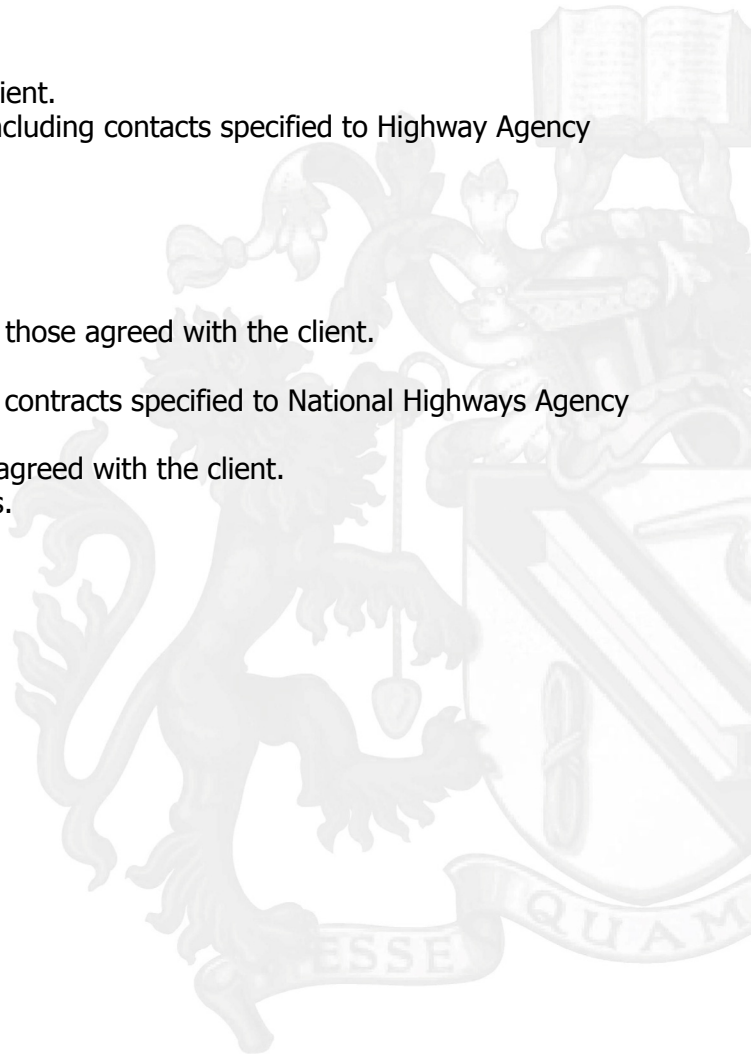 ient.
cluding contacts specified to Highway Agency
those agreed with the client.
contracts specified to National Highways Agency
agreed with the client.
s.
ESSE QUAM